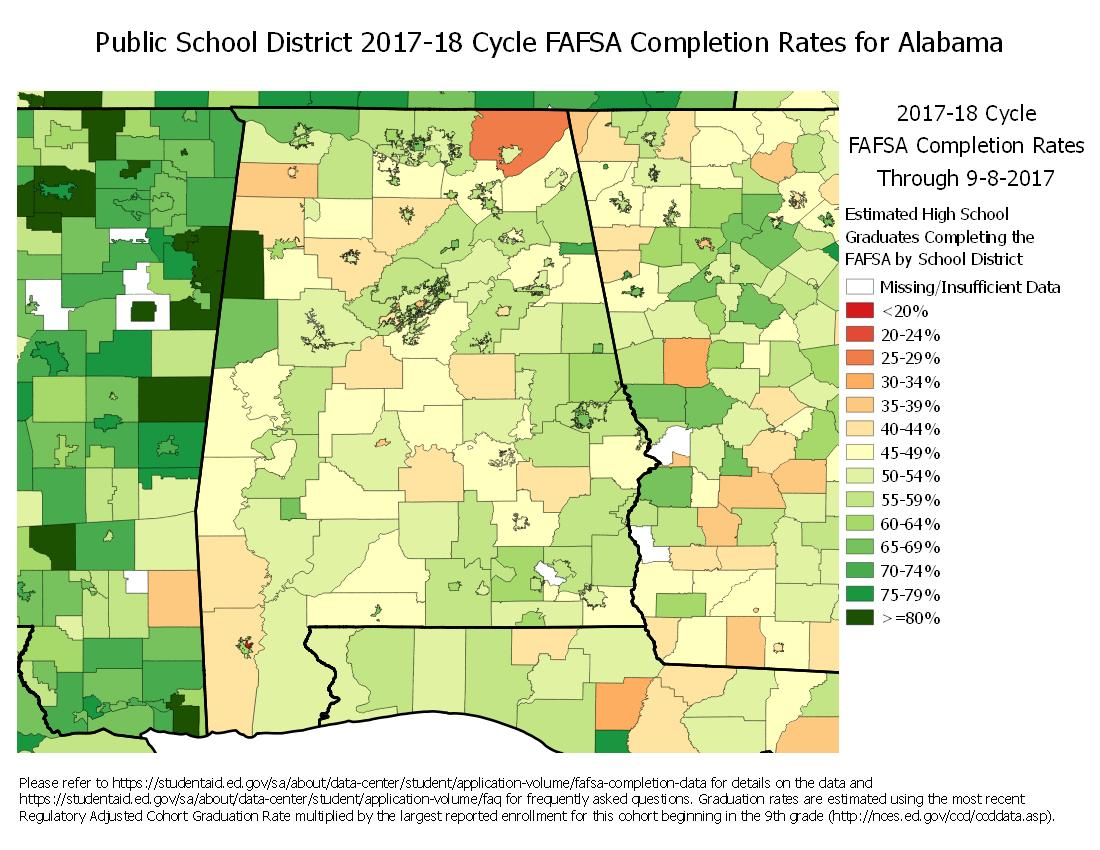 Public School District 2017-18 Cycle FAFSA Completion Rates for Alabama
2017-18 Cycle
FAFSA Completion Rates
Through 9-8-2017
Estimated High School
Graduates Completing the
FAFSA by School District
Missing/Insufficient Data
<20%
20-24%
25-29%
30-34%
35-39%
40-44%
45-49%
50-54%
55-59%
60-64%
65-69%
70-74%
75-79%
>=80%
Please refer to https://studentaid.ed.gov/sa/about/data-center/student/application-volume/fafsa-completion-data for details on the data and
https://studentaid.ed.gov/sa/about/data-center/student/application-volume/faq for frequently asked questions. Graduation rates are estimated using the most recent
Regulatory Adjusted Cohort Graduation Rate multiplied by the largest reported enrollment for this cohort beginning in the 9th grade (http://nces.ed.gov/ccd/ccddata.asp).